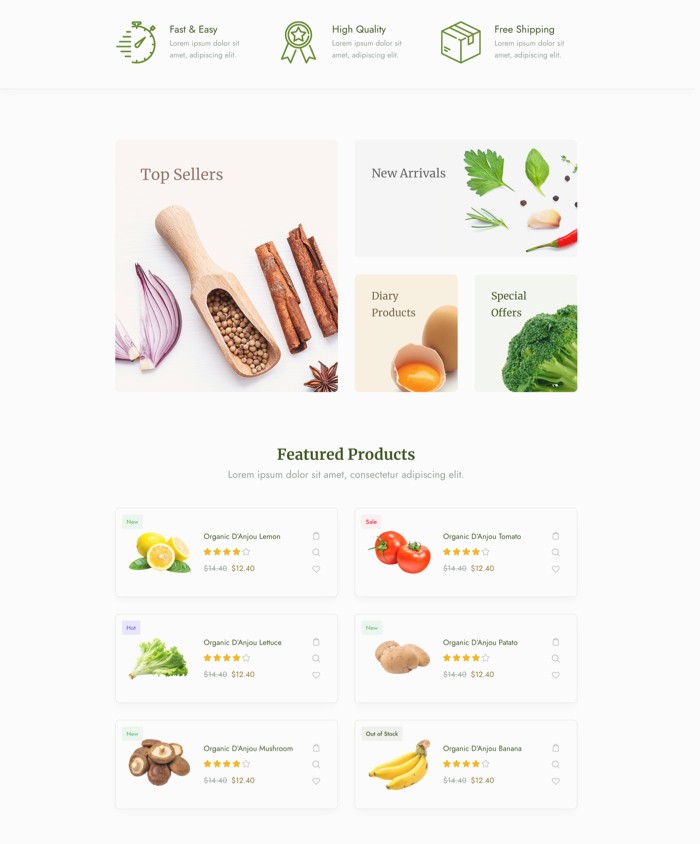 Fast & Easy
Lorem ipsum dolor sit
amet, adipiscing elit.
High Quality
Lorem ipsum dolor sit
amet, adipiscing elit.
Free Shipping
Lorem ipsum dolor sit
amet, adipiscing elit.
Top Sellers
New Arrivals
Diary
Products
Special
Offers
Featured Products
Lorem ipsum dolor sit amet, consectetur adipiscing elit.
New
Organic D'Anjou Lemon
$14.40 $12.40
Sale
Organic D'Anjou Tomato
$14.40 $12.40
Hot
Organic D'Anjou Lettuce
$14.40 $12.40
New
Organic D'Anjou Patato
$14.40 $12.40
New
Organic D'Anjou Mushroom
$14.40 $12.40
Out of Stock
Organic D'Anjou Banana
$14.40 $12.40